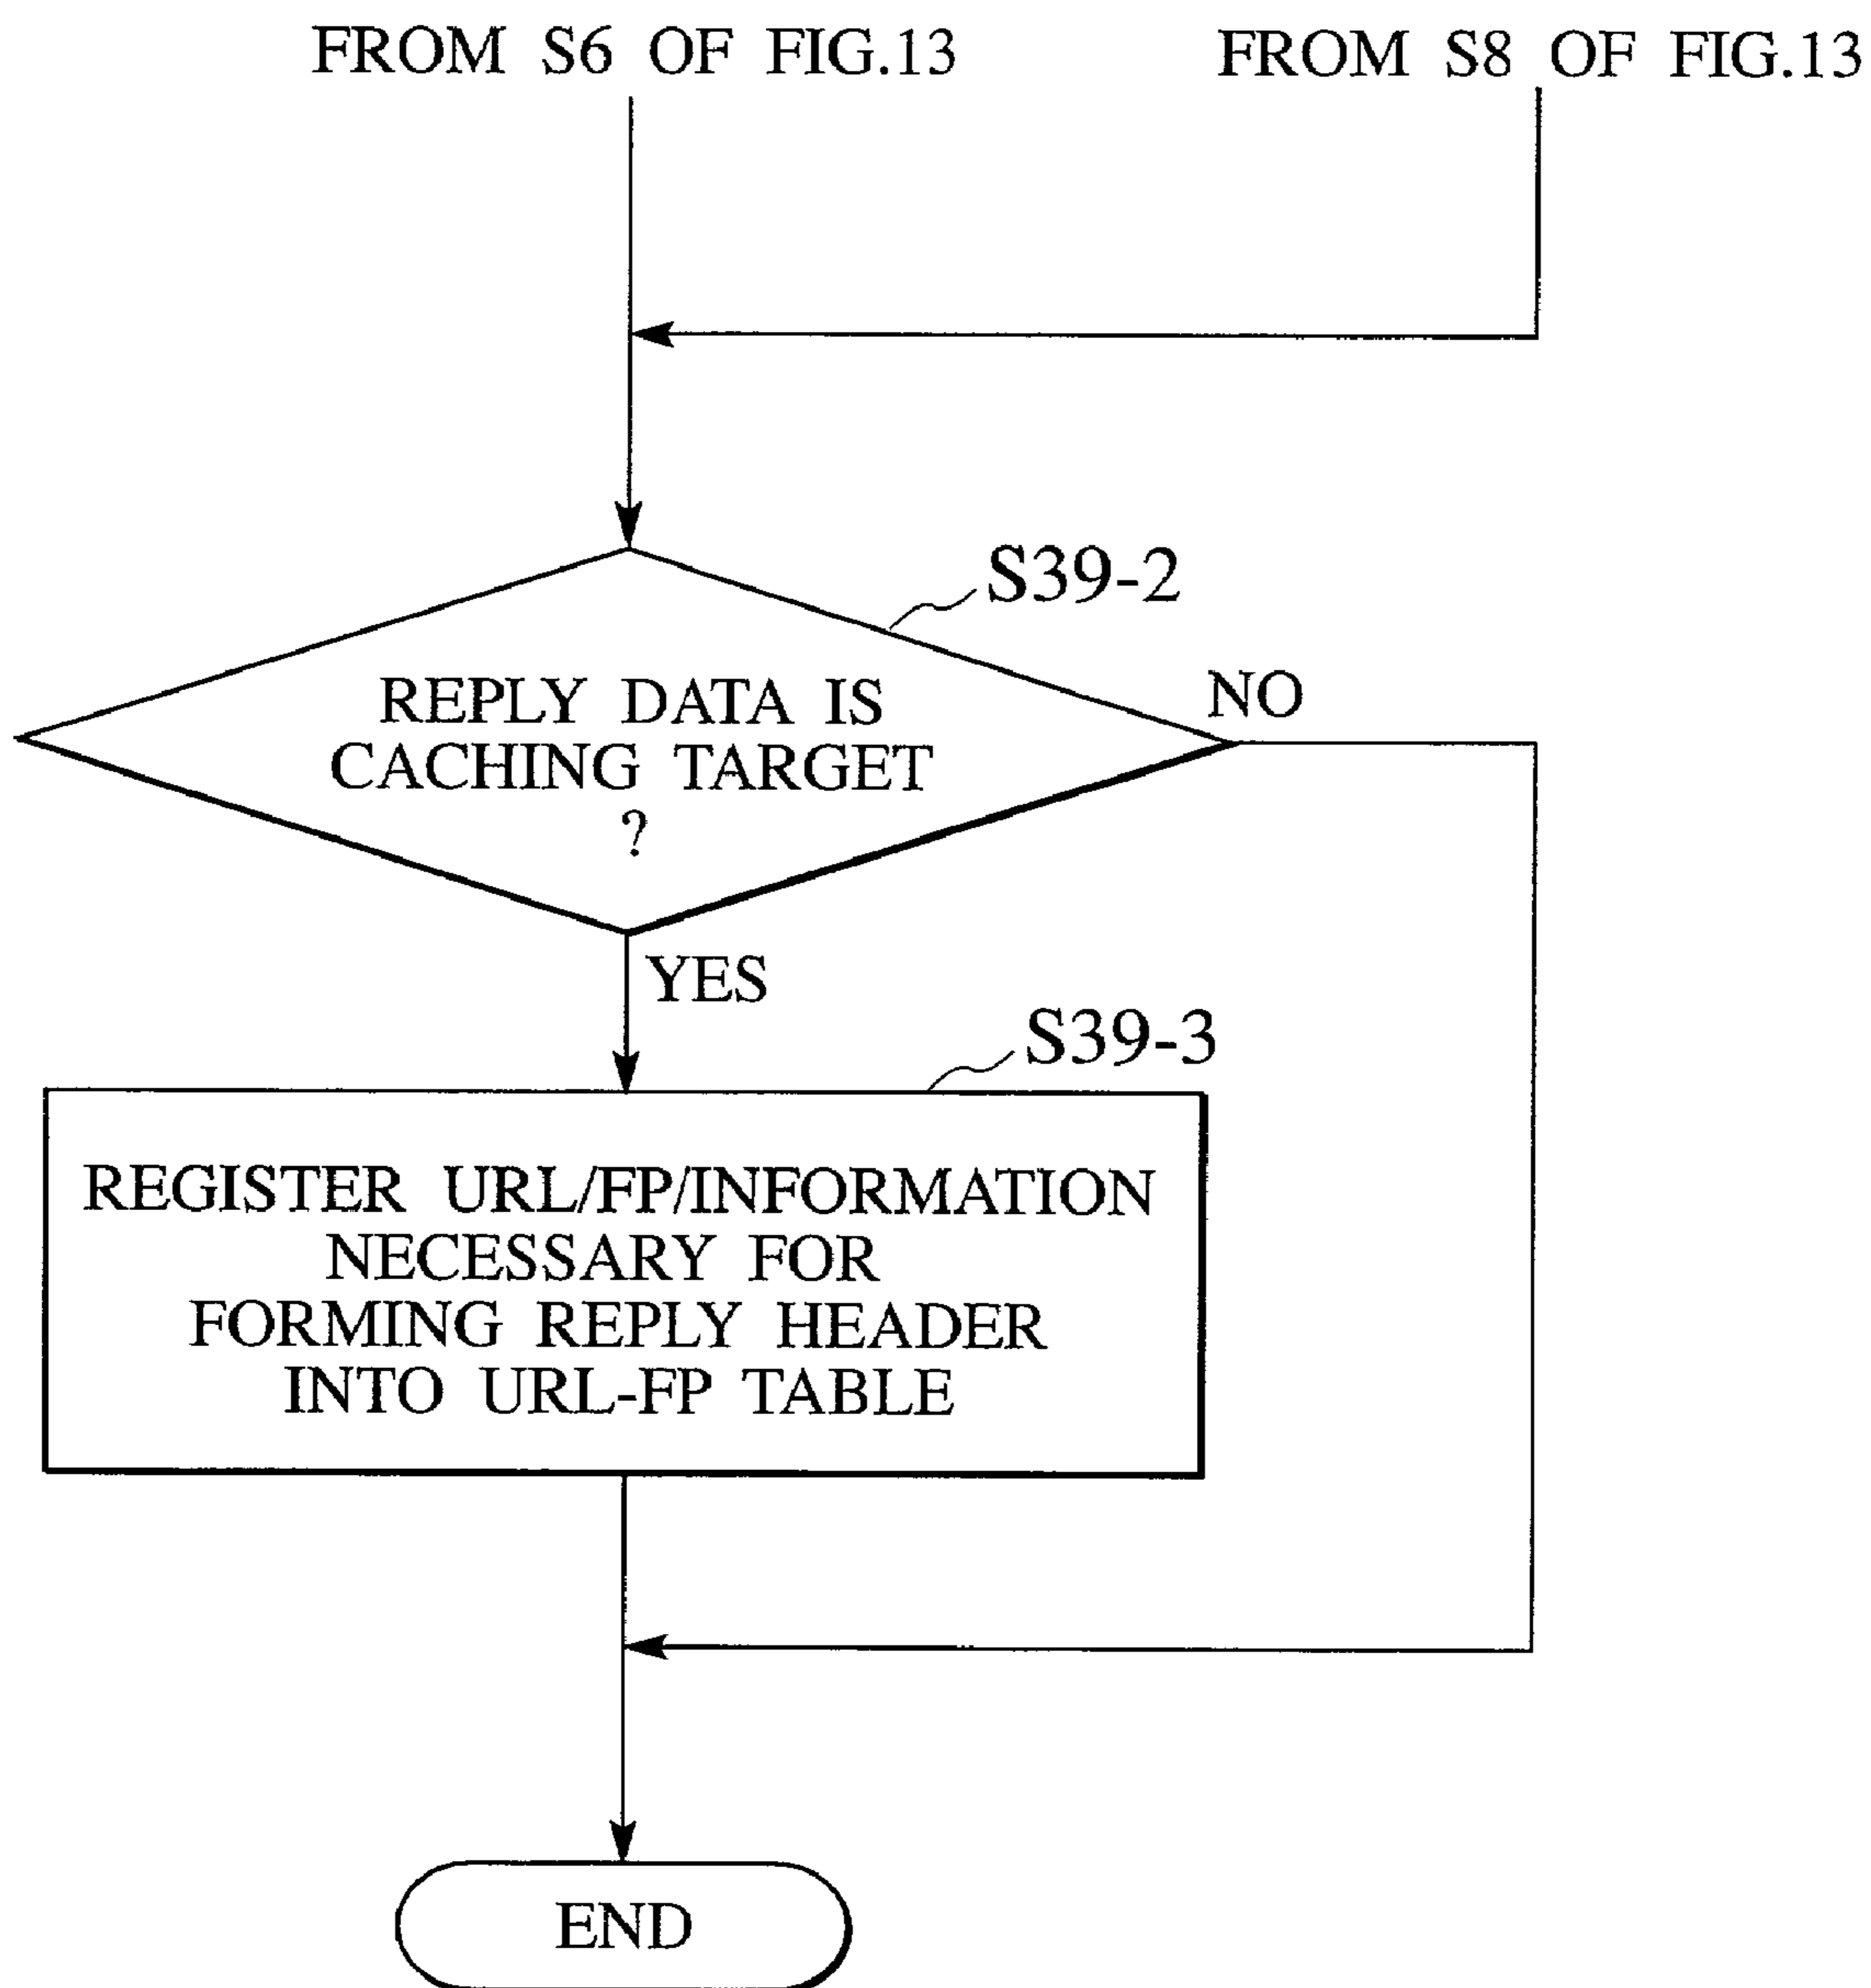 FROM S6 OF FIG.13
FROM S8 OF FIG.13
S39-2
REPLY DATA IS
CACHING TARGET
?
NO
YES
S39-3
REGISTER URL/FP/INFORMATION
NECESSARY FOR
FORMING REPLY HEADER
INTO URL-FP TABLE
END